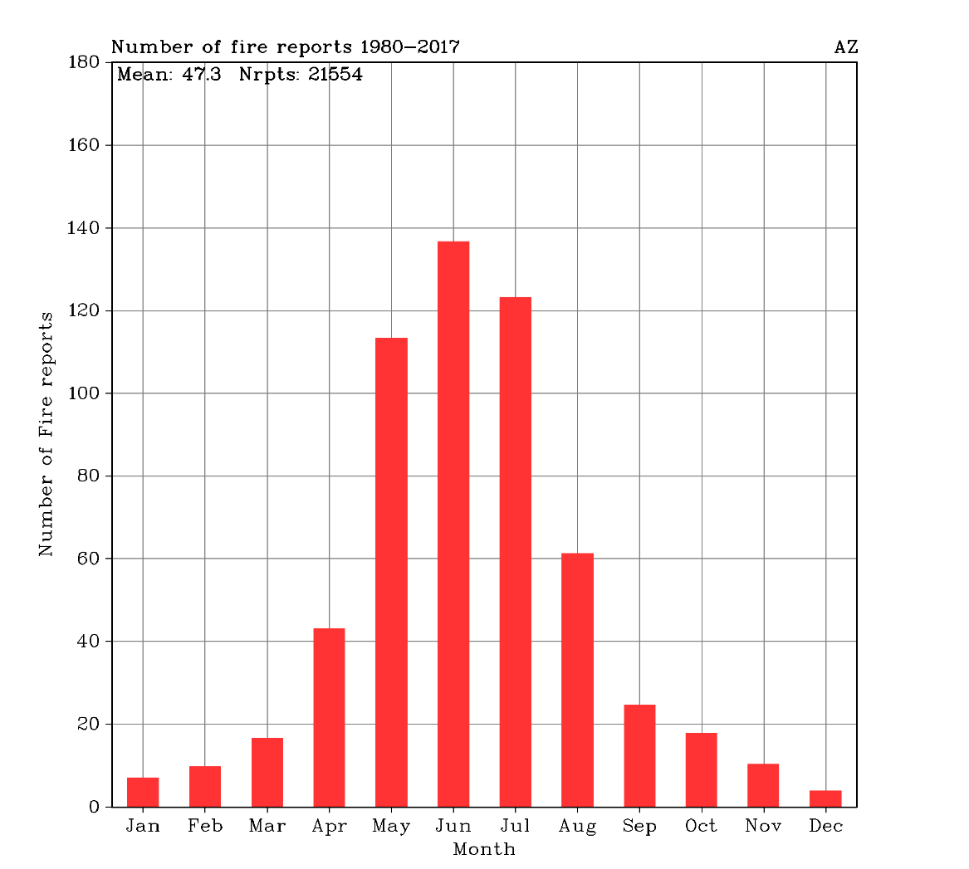 Number of fire reports 1980–2017 AZ
Mean: 47.3 Nrpts: 21554
180
160
140
120
100
80
60
40
20
0
Number of Fire reports
Jan Feb Mar Apr May Jun Jul Aug Sep Oct Nov Dec
Month